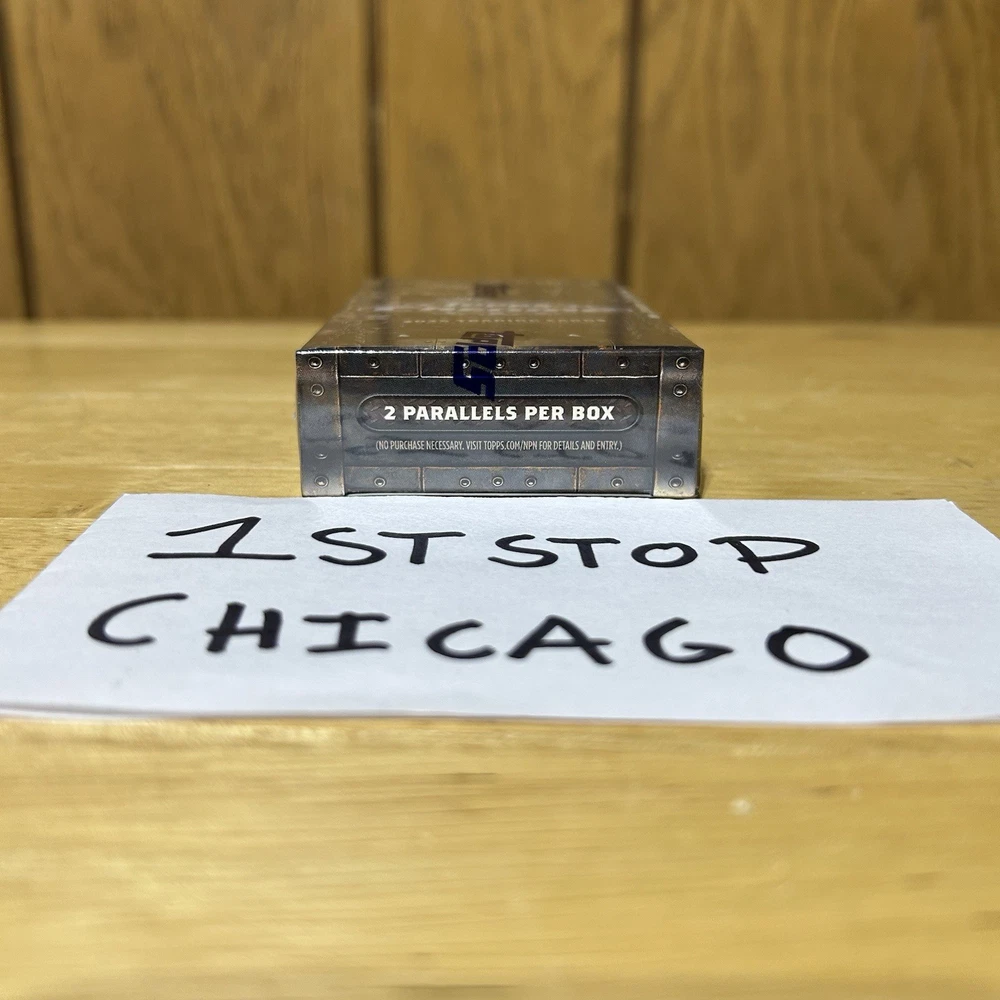 2 PARALLELS PER BOX
(NO PURCHASE NECESSARY. VISIT TOPPS.COM/NPN FOR DETAILS AND ENTRY.)
1ST STOP
CHICAGO